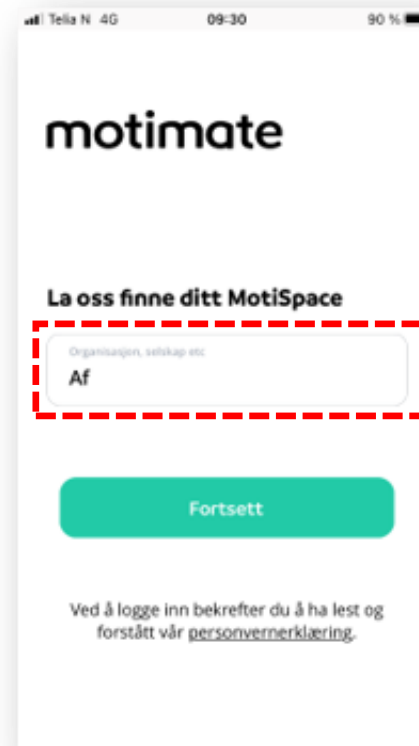 Telia N 4G 09:30 90 %
motimate
La oss finne ditt MotiSpace
Organisasjon, selskap etc
Af
Fortsett
Ved å logge inn bekrefter du å ha lest og
forstått vår personvernerklæring.